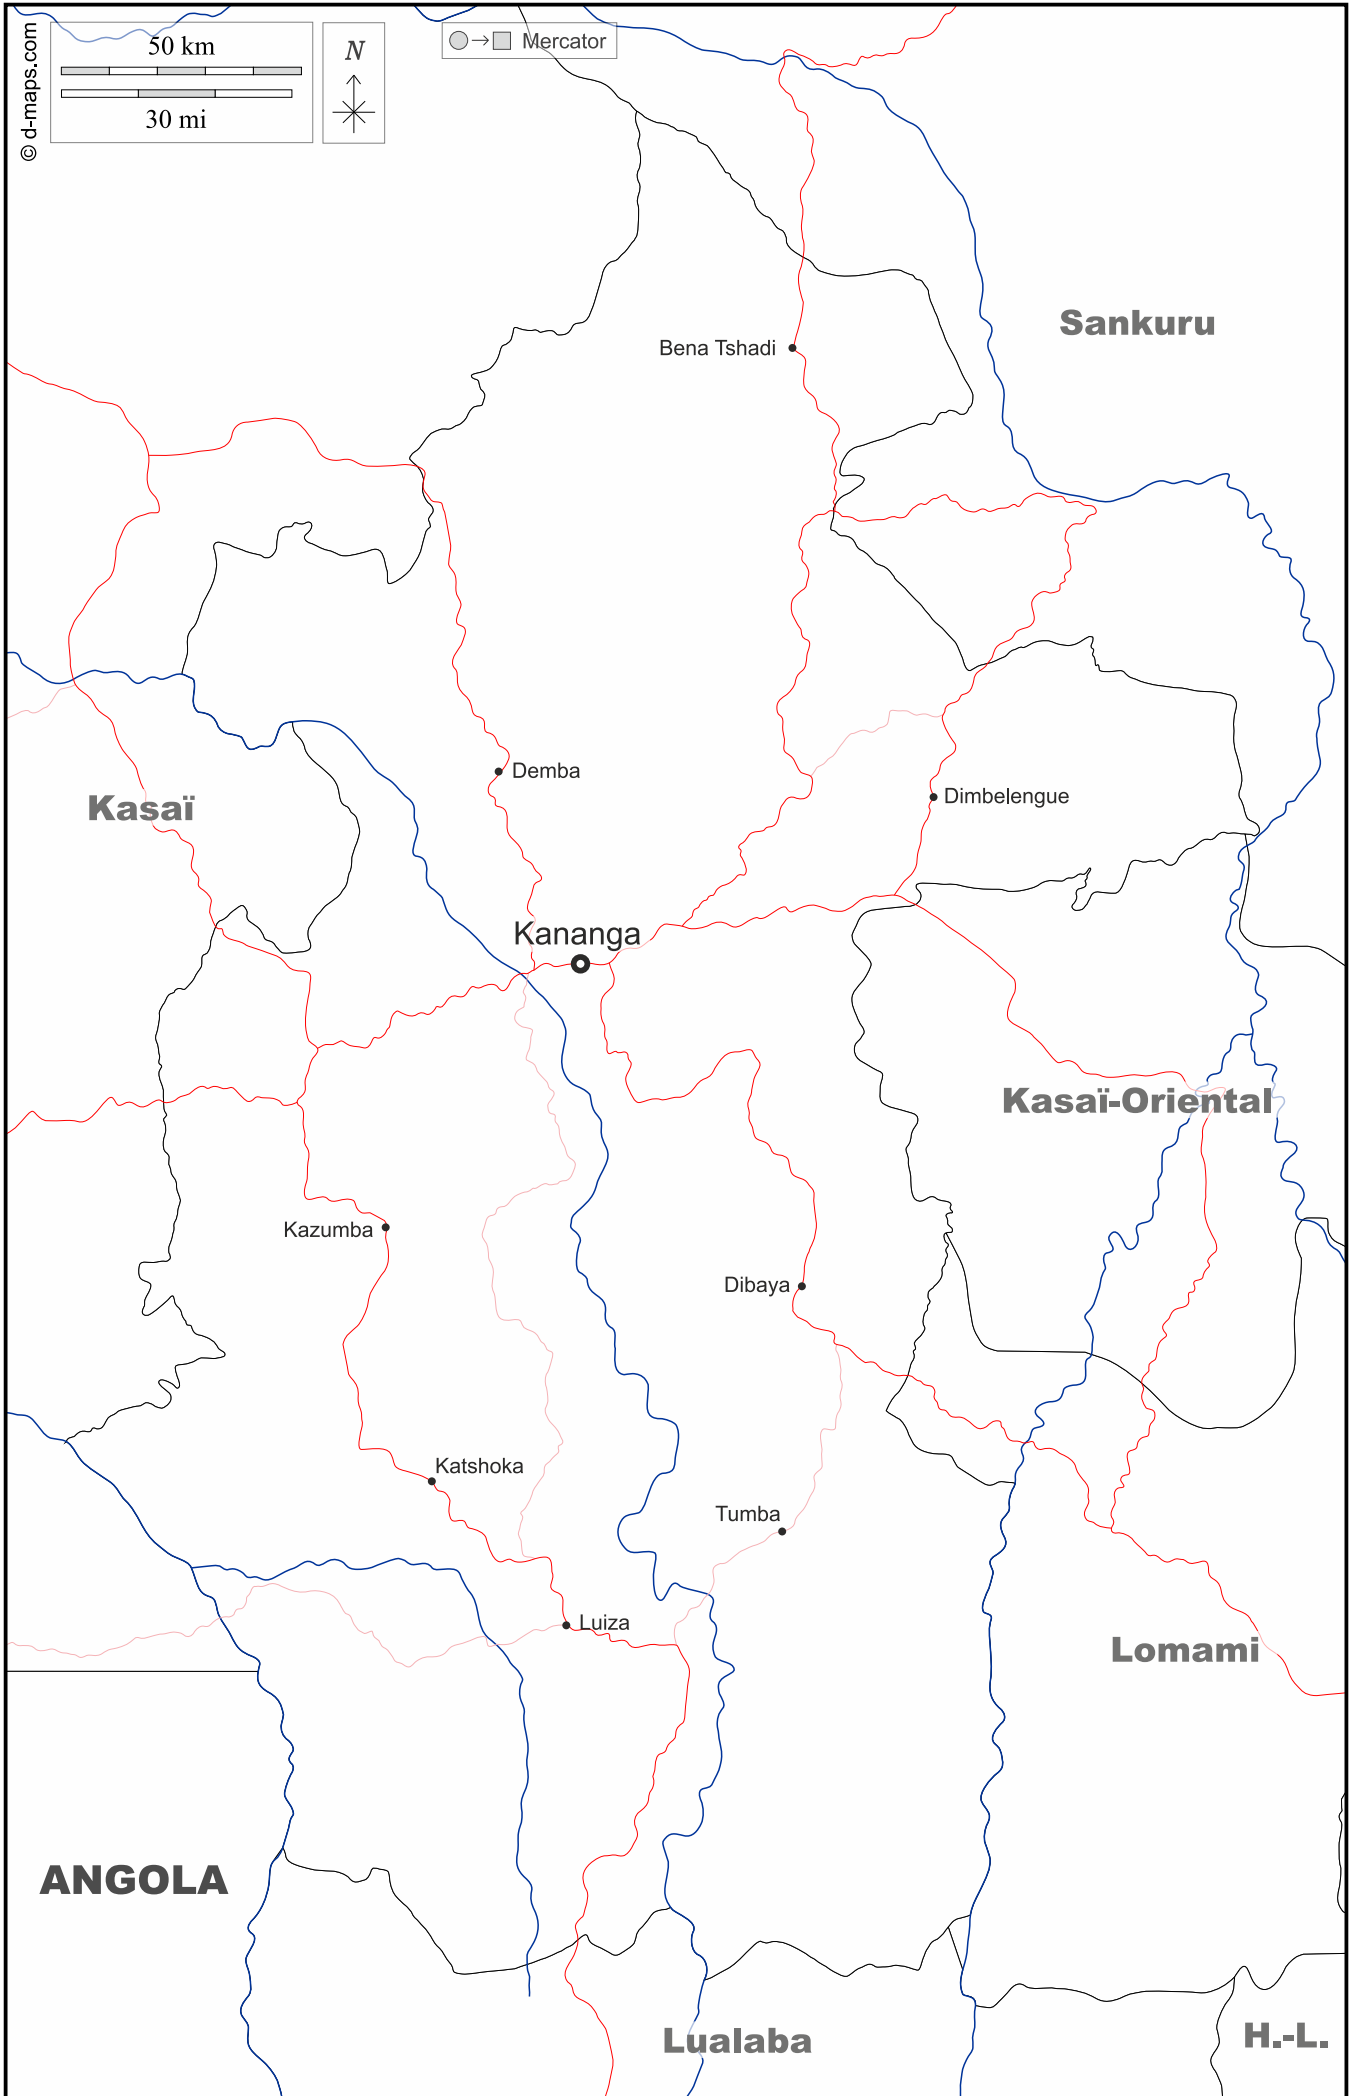 © d-maps.com
50 km
30 mi
N
Mercator
Sankuru
Bena Tshadi
Demba
Dimbelengue
Kasaï
Kananga
Kasaï-Oriental
Kazumba
Dibaya
Katshoka
Tumba
Luiza
Lomami
ANGOLA
Lualaba
H.-L.